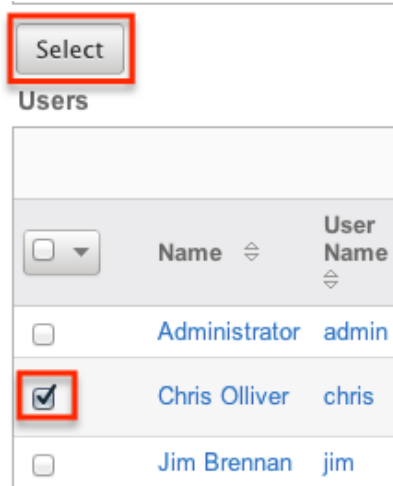 Select
Users
Name
User
Name
Administrator admin
Chris Olliver chris
Jim Brennan jim